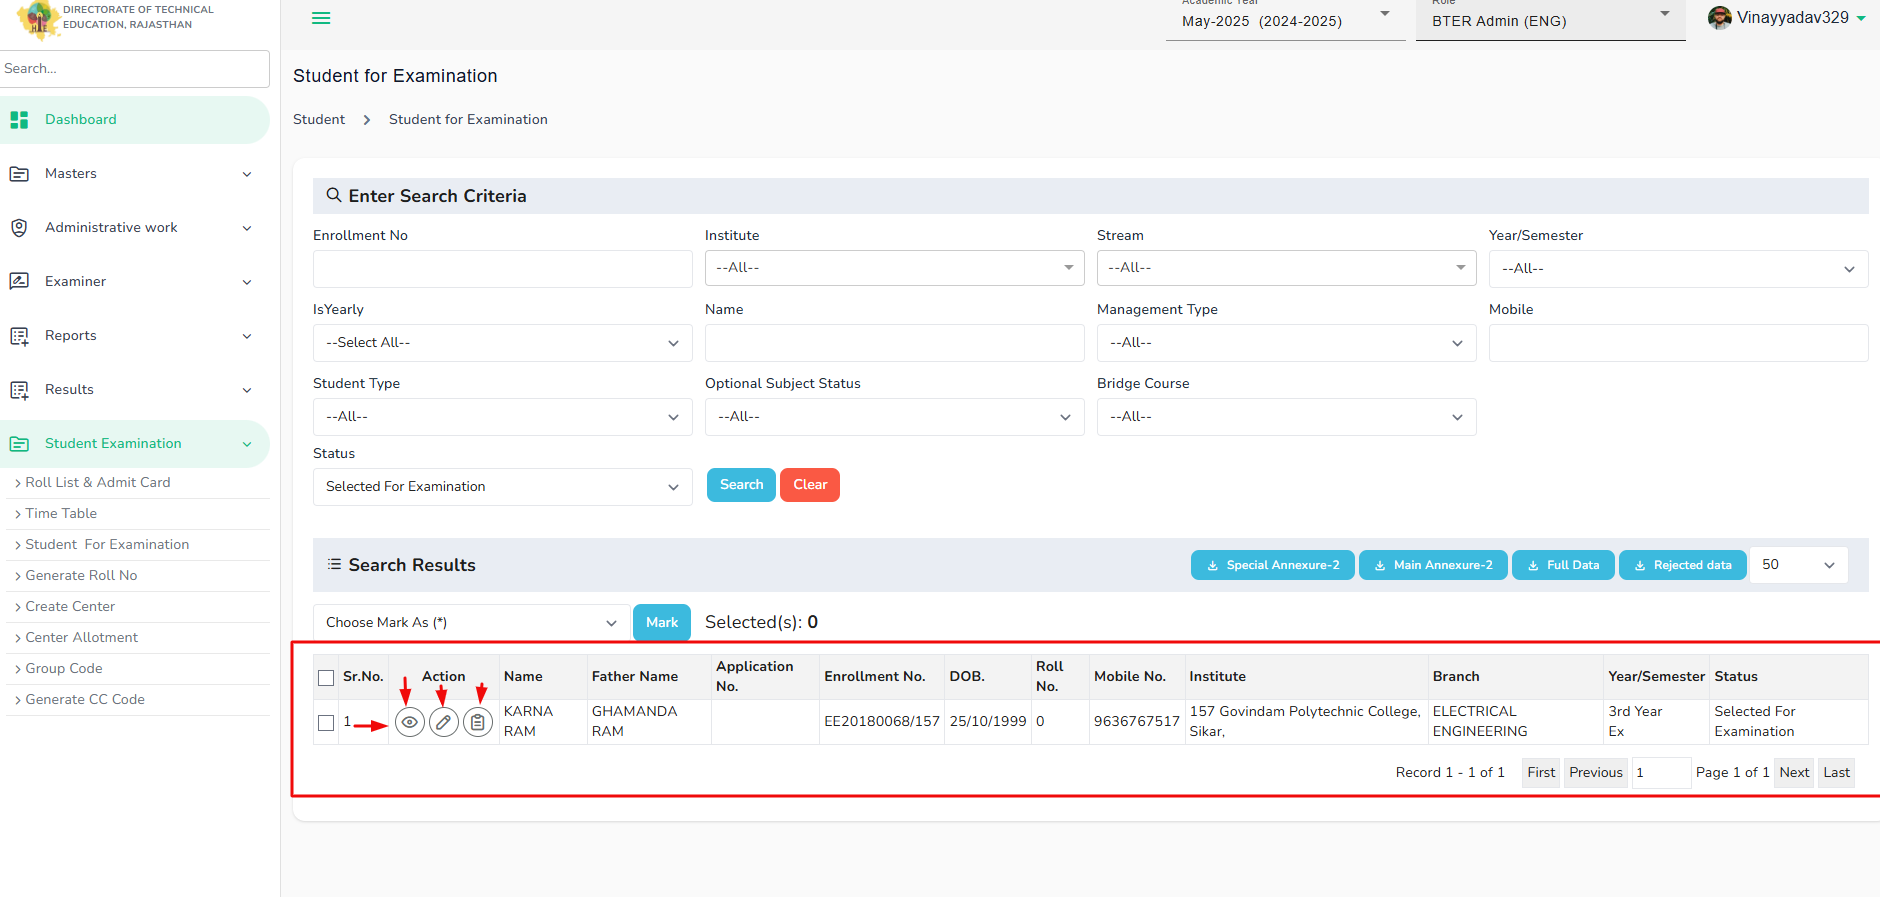 DIRECTORATE OF TECHNICAL
EDUCATION, RAJASTHAN
Academic Year
May-2025 (2024-2025)
Role
BTER Admin (ENG)
Vinayyadav329
Search...
Dashboard
Masters
Administrative work
Examiner
Reports
Results
Student Examination
Roll List & Admit Card
Time Table
Student For Examination
Generate Roll No
Create Center
Center Allotment
Group Code
Generate CC Code
Student for Examination
Student > Student for Examination
Enter Search Criteria
Enrollment No Institute Stream Year/Semester
--All-- --All-- --All--
IsYearly Name Management Type Mobile
--Select All-- --All--
Student Type Optional Subject Status Bridge Course
--All-- --All-- --All--
Status
Selected For Examination Search Clear
Search Results Special Annexure-2 Main Annexure-2 Full Data Rejected data 50
Choose Mark As (*) Mark Selected(s): 0
Sr.No. Action Name Father Name Application No. Enrollment No. DOB. Roll No. Mobile No. Institute Branch Year/Semester Status
1 KARNA RAM GHAMANDA RAM EE20180068/157 25/10/1999 0 9636767517 157 Govindam Polytechnic College, Sikar, ELECTRICAL ENGINEERING 3rd Year Ex Selected For Examination
Record 1 - 1 of 1 First Previous 1 Page 1 of 1 Next Last